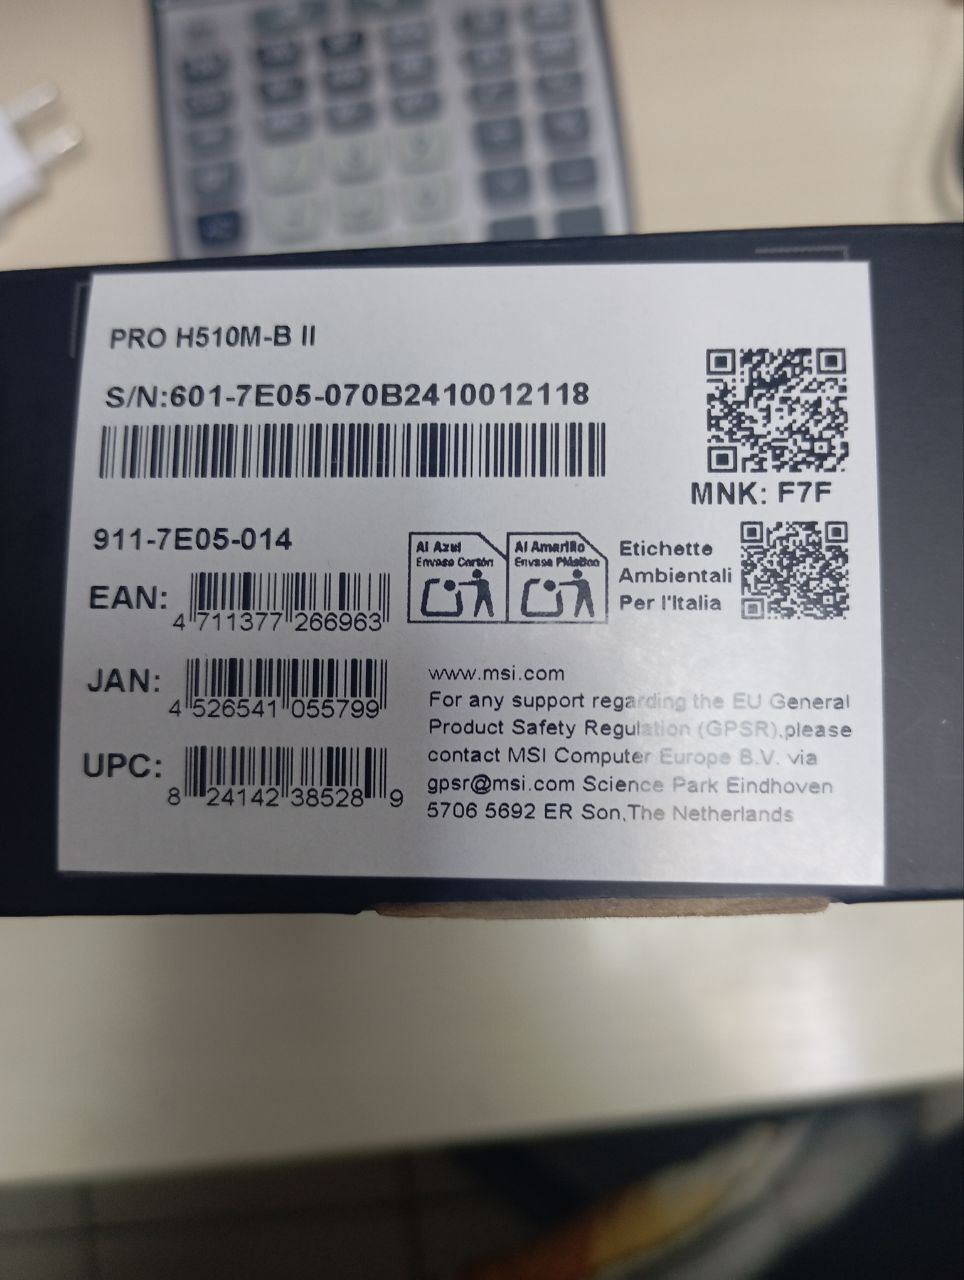 PRO H510M-B II
S/N:601-7E05-070B2410012118
MNK: F7F
911-7E05-014
Al Azul
Envase Cartón
Al Amarillo
Envase Plástico
Etichette
Ambientali
Per l'Italia
EAN:
4 711377 266963
JAN:
4 526541 055799
UPC:
8 24142 38528 9
www.msi.com
For any support regarding the EU General
Product Safety Regulation (GPSR),please
contact MSI Computer Europe B.V. via
gpsr@msi.com Science Park Eindhoven
5706 5692 ER Son,The Netherlands